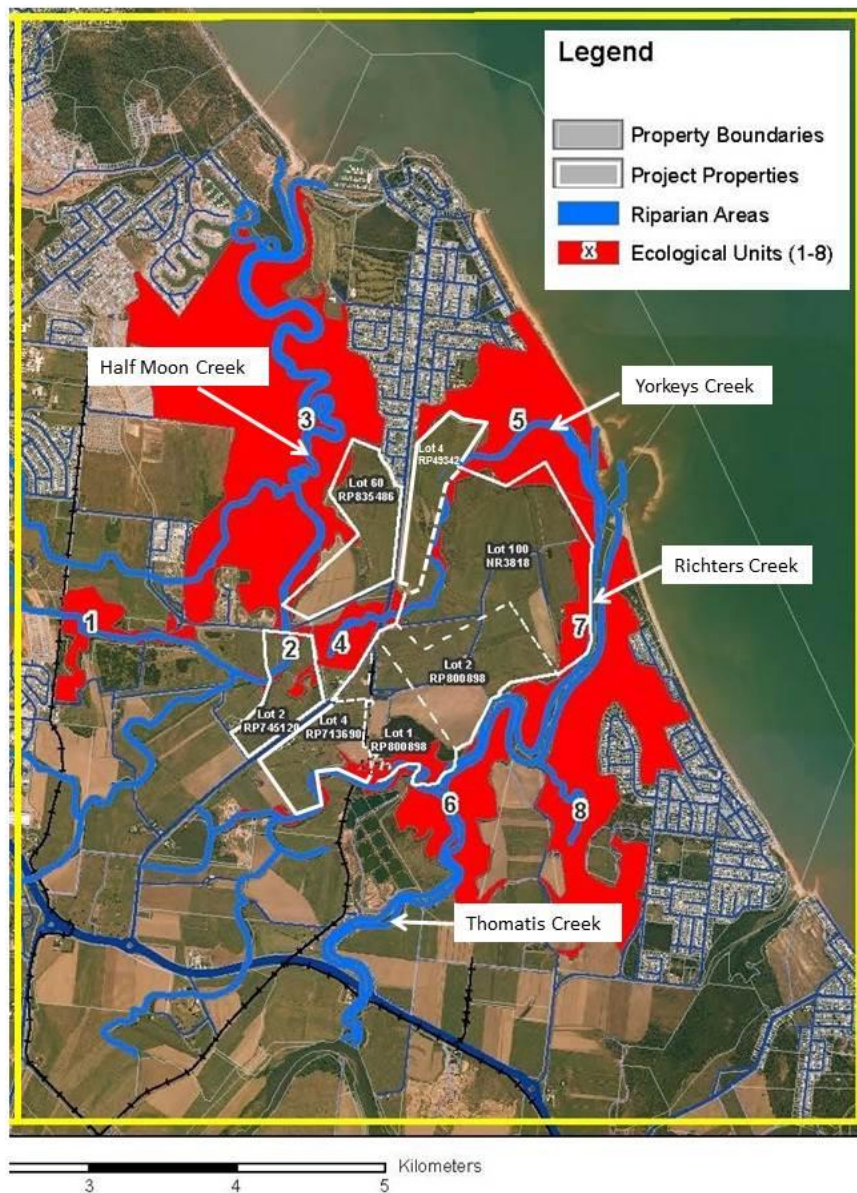 Legend
Property Boundaries
Project Properties
Riparian Areas
x Ecological Units (1-8)
Half Moon Creek
Yorkeys Creek
3
5
Lot 4
RP49342
Lot 60
RP835486
Lot 100
NR3818
Richters Creek
1
2
4
7
Lot 2
RP800898
Lot 2
RP745120
Lot 4
RP713690
Lot 1
RP800898
6
8
Thomatis Creek
3
4
5
Kilometers